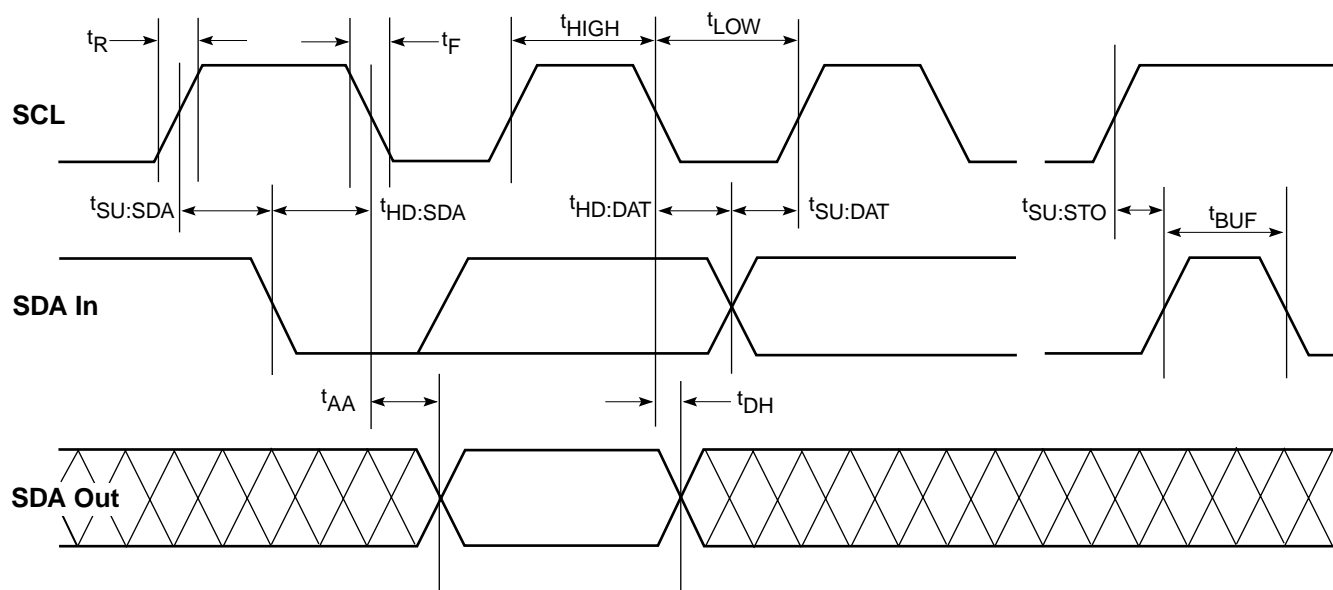 tR
tF
tHIGH
tLOW
SCL
tSU:SDA
tHD:SDA
tHD:DAT
tSU:DAT
tSU:STO
tBUF
SDA In
tAA
tDH
SDA Out